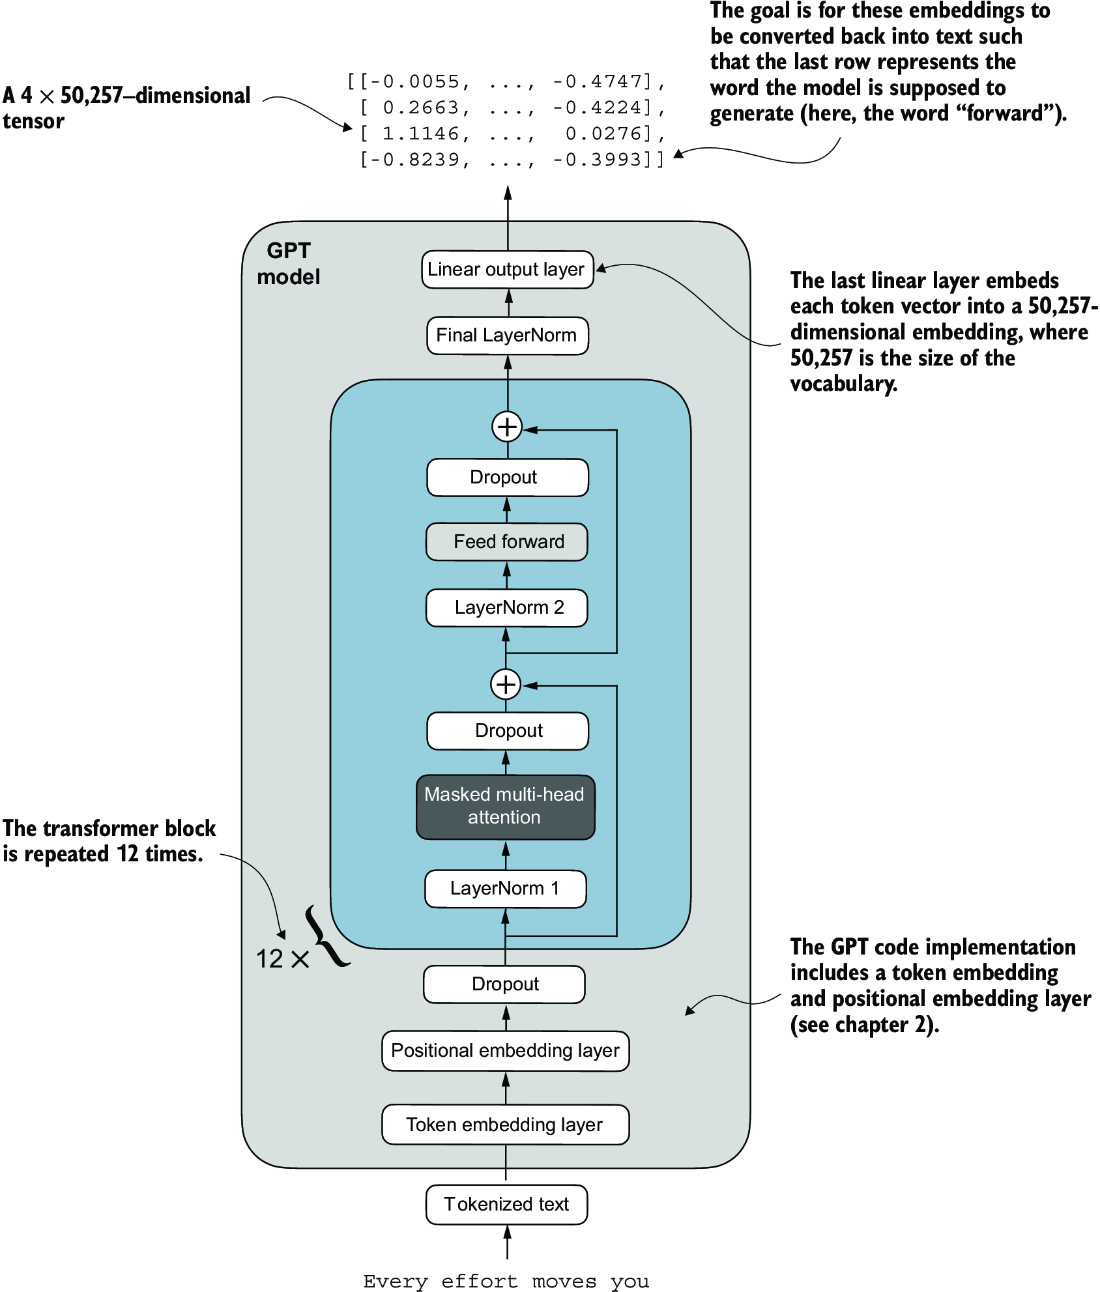 The goal is for these embeddings to
be converted back into text such
that the last row represents the
word the model is supposed to
generate (here, the word “forward”).
A 4 × 50,257–dimensional
tensor
[[-0.0055, ..., -0.4747],
[ 0.2663, ..., -0.4224],
[ 1.1146, ..., 0.0276],
[-0.8239, ..., -0.3993]]
GPT
model
Linear output layer
The last linear layer embeds
each token vector into a 50,257-
dimensional embedding, where
50,257 is the size of the
vocabulary.
Final LayerNorm
+
Dropout
Feed forward
LayerNorm 2
+
Dropout
Masked multi-head
attention
The transformer block
is repeated 12 times.
LayerNorm 1
12 ×
{
Dropout
The GPT code implementation
includes a token embedding
and positional embedding layer
(see chapter 2).
Positional embedding layer
Token embedding layer
Tokenized text
Every effort moves you